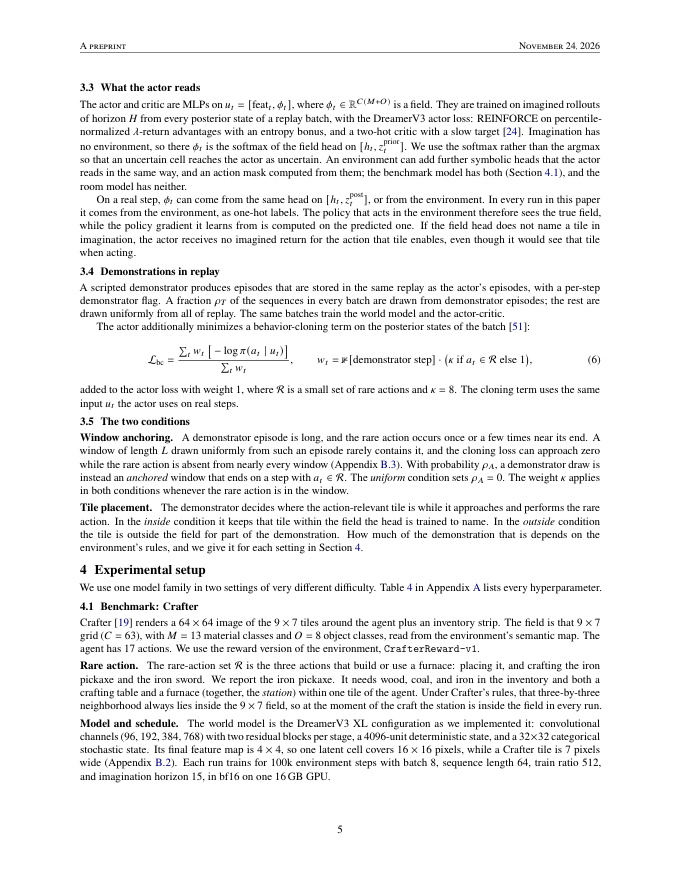 A PREPRINT
NOVEMBER 24, 2026
3.3 What the actor reads
The actor and critic are MLPs on u_t = [feat_t, ϕ_t], where ϕ_t ∈ ℝ^{C(M+O)} is a field. They are trained on imagined rollouts
of horizon H from every posterior state of a replay batch, with the DreamerV3 actor loss: REINFORCE on percentile-
normalized λ-return advantages with an entropy bonus, and a two-hot critic with a slow target [24]. Imagination has
no environment, so there ϕ_t is the softmax of the field head on [h_t, z_t^{prior}]. We use the softmax rather than the argmax
so that an uncertain cell reaches the actor as uncertain. An environment can add further symbolic heads that the actor
reads in the same way, and an action mask computed from them; the benchmark model has both (Section 4.1), and the
room model has neither.
On a real step, ϕ_t can come from the same head on [h_t, z_t^{post}], or from the environment. In every run in this paper
it comes from the environment, as one-hot labels. The policy that acts in the environment therefore sees the true field,
while the policy gradient it learns from is computed on the predicted one. If the field head does not name a tile in
imagination, the actor receives no imagined return for the action that tile enables, even though it would see that tile
when acting.
3.4 Demonstrations in replay
A scripted demonstrator produces episodes that are stored in the same replay as the actor's episodes, with a per-step
demonstrator flag. A fraction ρ_T of the sequences in every batch are drawn from demonstrator episodes; the rest are
drawn uniformly from all of replay. The same batches train the world model and the actor-critic.
The actor additionally minimizes a behavior-cloning term on the posterior states of the batch [51]:
ℒ_bc = ∑_t w_t [ − log π(a_t | u_t)] / ∑_t w_t, w_t = ⊮[demonstrator step] · (κ if a_t ∈ ℛ else 1), (6)
added to the actor loss with weight 1, where ℛ is a small set of rare actions and κ = 8. The cloning term uses the same
input u_t the actor uses on real steps.
3.5 The two conditions
Window anchoring. A demonstrator episode is long, and the rare action occurs once or a few times near its end. A
window of length L drawn uniformly from such an episode rarely contains it, and the cloning loss can approach zero
while the rare action is absent from nearly every window (Appendix B.3). With probability ρ_A, a demonstrator draw is
instead an anchored window that ends on a step with a_t ∈ ℛ. The uniform condition sets ρ_A = 0. The weight κ applies
in both conditions whenever the rare action is in the window.
Tile placement. The demonstrator decides where the action-relevant tile is while it approaches and performs the rare
action. In the inside condition it keeps that tile within the field the head is trained to name. In the outside condition
the tile is outside the field for part of the demonstration. How much of the demonstration that is depends on the
environment's rules, and we give it for each setting in Section 4.
4 Experimental setup
We use one model family in two settings of very different difficulty. Table 4 in Appendix A lists every hyperparameter.
4.1 Benchmark: Crafter
Crafter [19] renders a 64 × 64 image of the 9 × 7 tiles around the agent plus an inventory strip. The field is that 9 × 7
grid (C = 63), with M = 13 material classes and O = 8 object classes, read from the environment's semantic map. The
agent has 17 actions. We use the reward version of the environment, CrafterReward-v1.
Rare action. The rare-action set ℛ is the three actions that build or use a furnace: placing it, and crafting the iron
pickaxe and the iron sword. We report the iron pickaxe. It needs wood, coal, and iron in the inventory and both a
crafting table and a furnace (together, the station) within one tile of the agent. Under Crafter's rules, that three-by-three
neighborhood always lies inside the 9 × 7 field, so at the moment of the craft the station is inside the field in every run.
Model and schedule. The world model is the DreamerV3 XL configuration as we implemented it: convolutional
channels (96, 192, 384, 768) with two residual blocks per stage, a 4096-unit deterministic state, and a 32×32 categorical
stochastic state. Its final feature map is 4 × 4, so one latent cell covers 16 × 16 pixels, while a Crafter tile is 7 pixels
wide (Appendix B.2). Each run trains for 100k environment steps with batch 8, sequence length 64, train ratio 512,
and imagination horizon 15, in bf16 on one 16 GB GPU.
5